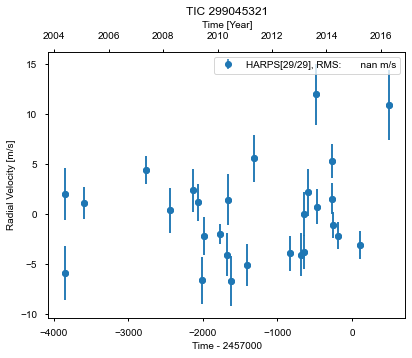 TIC 299045321
Time [Year]
2004 2006 2008 2010 2012 2014 2016
HARPS[29/29], RMS: nan m/s
15
10
5
0
−5
−10
Radial Velocity [m/s]
−4000 −3000 −2000 −1000 0
Time - 2457000